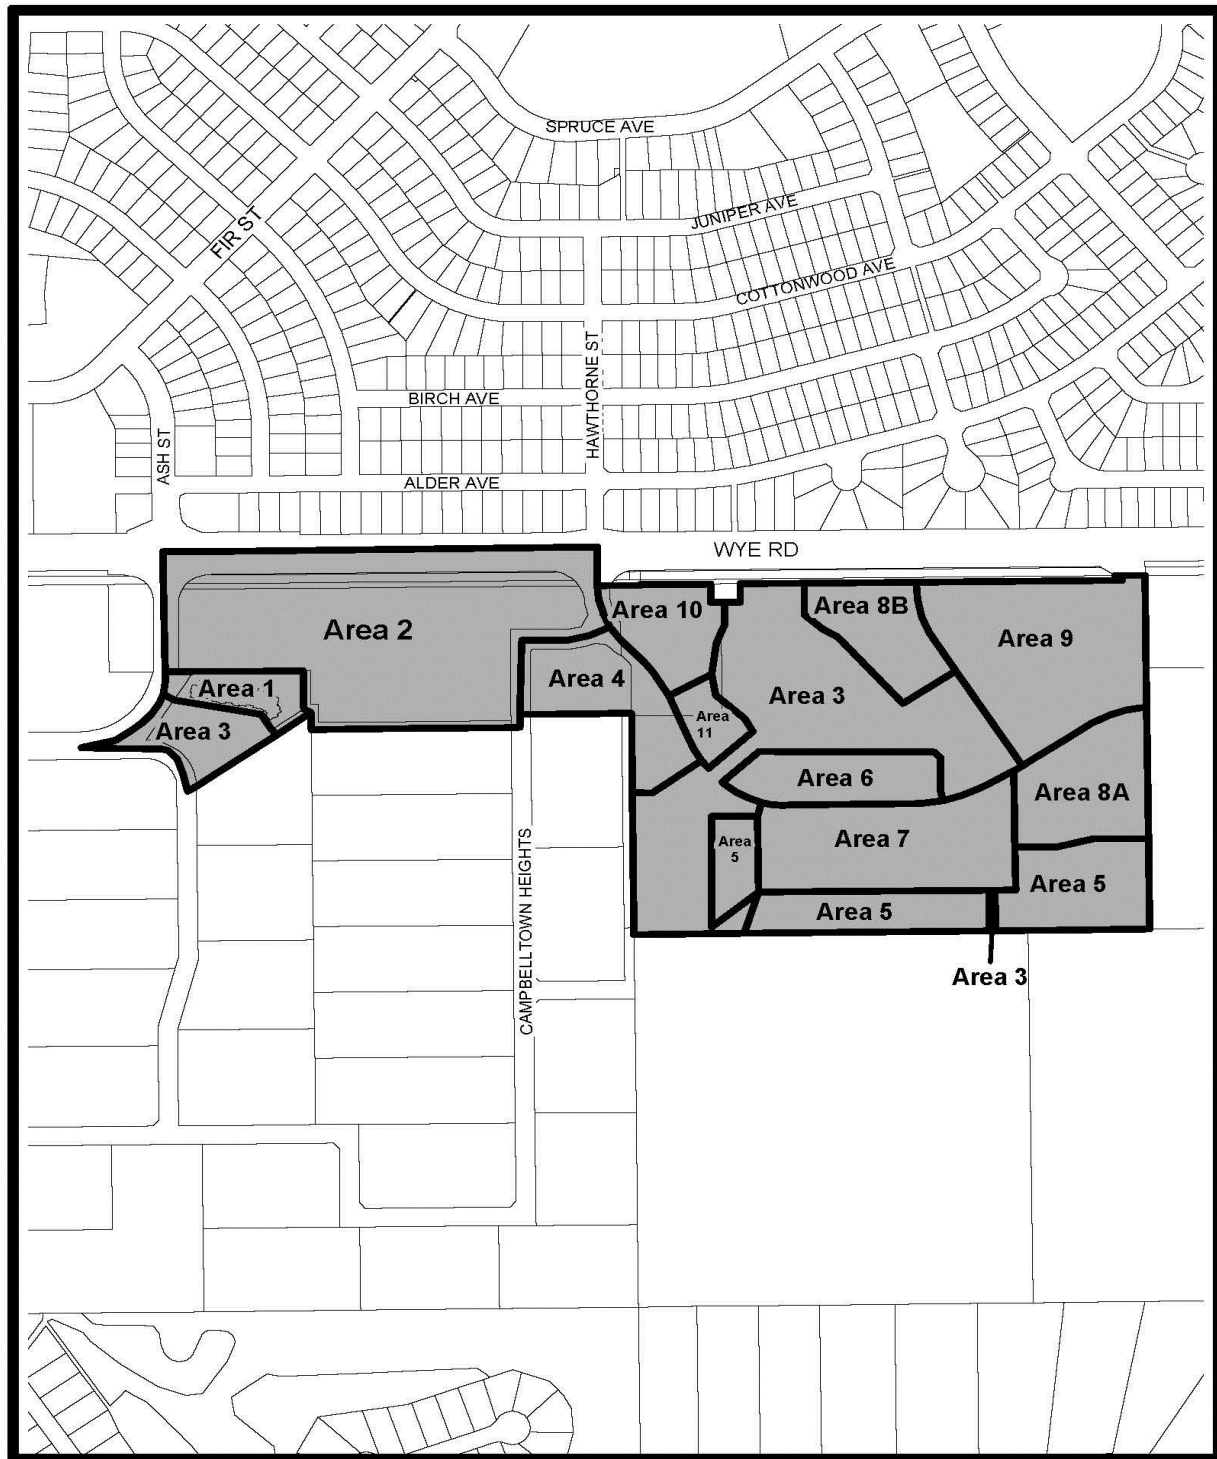 SPRUCE AVE
JUNIPER AVE
FIR ST
COTTONWOOD AVE
HAWTHORNE ST
BIRCH AVE
ASH ST
ALDER AVE
WYE RD
Area 2
Area 10
Area 8B
Area 9
Area 1
Area 4
Area 3
Area 3
Area
11
Area 6
Area 8A
Area 7
Area
5
Area 5
Area 5
CAMPBELLTOWN HEIGHTS
Area 3